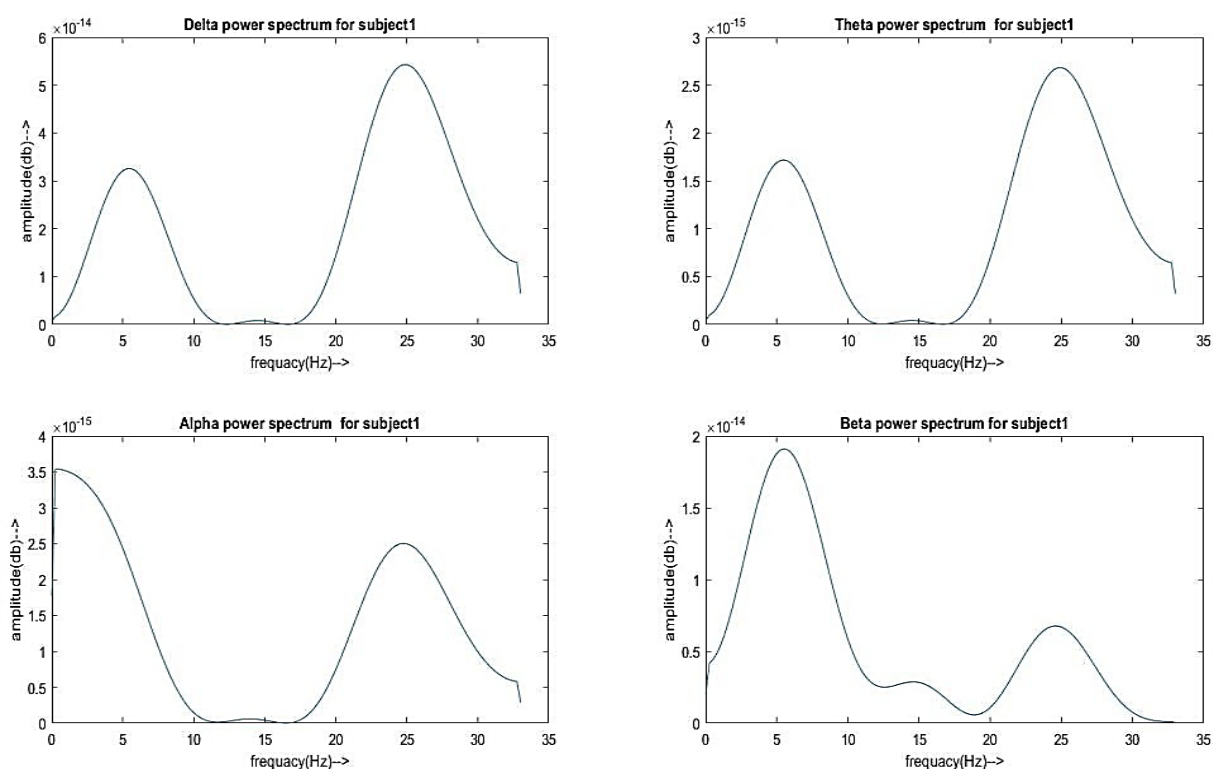 Delta power spectrum for subject1
×10-14
6
5
4
3
2
1
0
amplitude(db)-->
0 5 10 15 20 25 30 35
frequacy(Hz)-->
Theta power spectrum for subject1
×10-15
3
2.5
2
1.5
1
0.5
0
amplitude(db)-->
0 5 10 15 20 25 30 35
frequacy(Hz)-->
Alpha power spectrum for subject1
×10-15
4
3.5
3
2.5
2
1.5
1
0.5
0
amplitude(db)-->
0 5 10 15 20 25 30 35
frequacy(Hz)-->
Beta power spectrum for subject1
×10-14
2
1.5
1
0.5
0
amplitude(db)-->
0 5 10 15 20 25 30 35
frequacy(Hz)-->